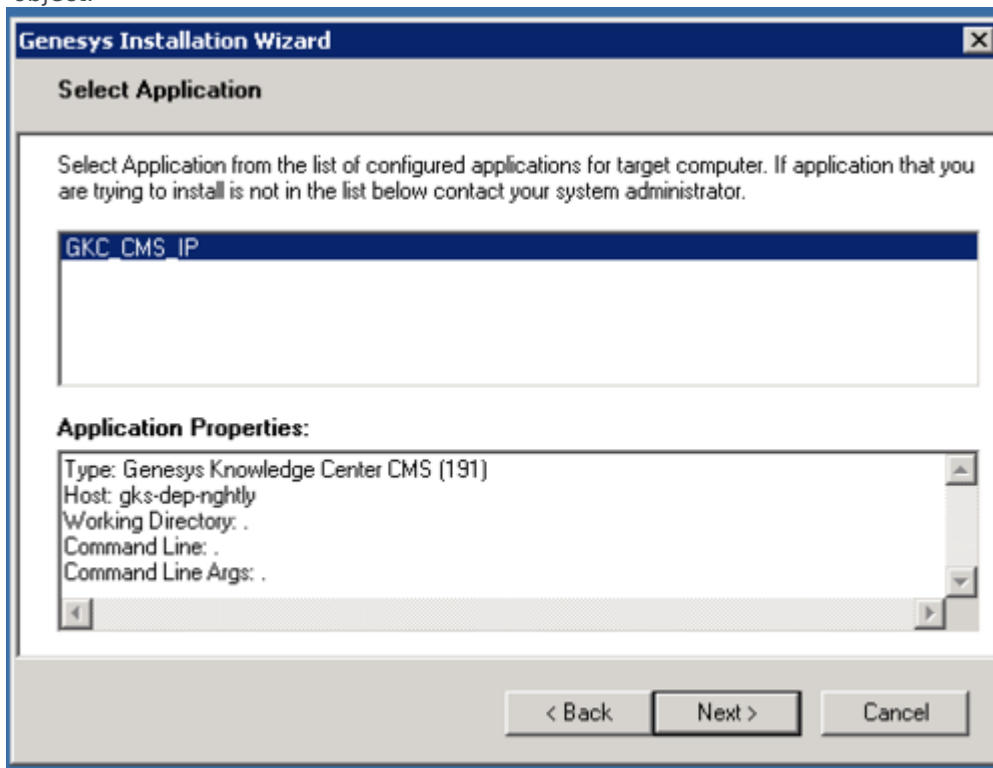 object.
Genesys Installation Wizard
Select Application
Select Application from the list of configured applications for target computer. If application that you
are trying to install is not in the list below contact your system administrator.
GKC_CMS_IP
Application Properties:
Type: Genesys Knowledge Center CMS (191)
Host: gks-dep-nghtly
Working Directory: .
Command Line: .
Command Line Args: .
< Back
Next >
Cancel